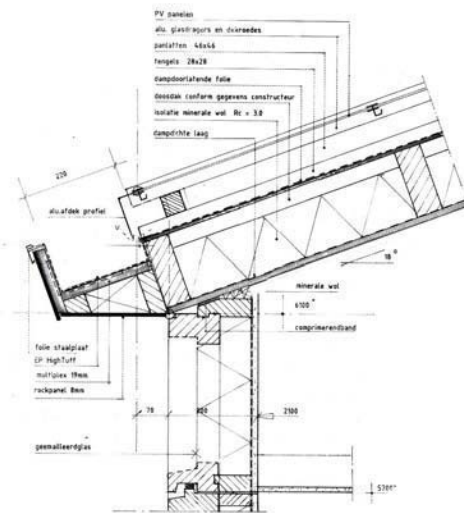 PV panelen
alu. glasdragurs en dekroedes
panlatten 46x46
tengels 28x28
dampdoorlatende folie
doosdak conform gegevens constructeur
isolatie minerale wol Rc = 3.0
dampdichte laag
220
alu.afdek profiel
18°
minerale wol
6100+
comprimerendband
folie staalplaat
EP HighTuff
multiplex 19mm
rockpanel 8mm
70
2100
geemailleerdglas